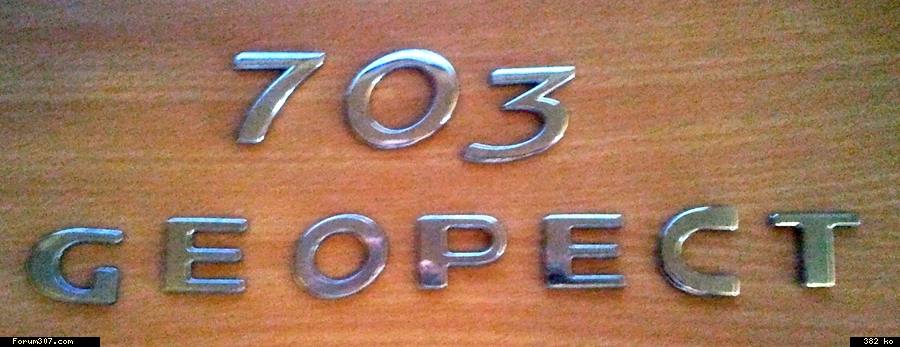 703
GEOPECT
Forum307.com
382 ko